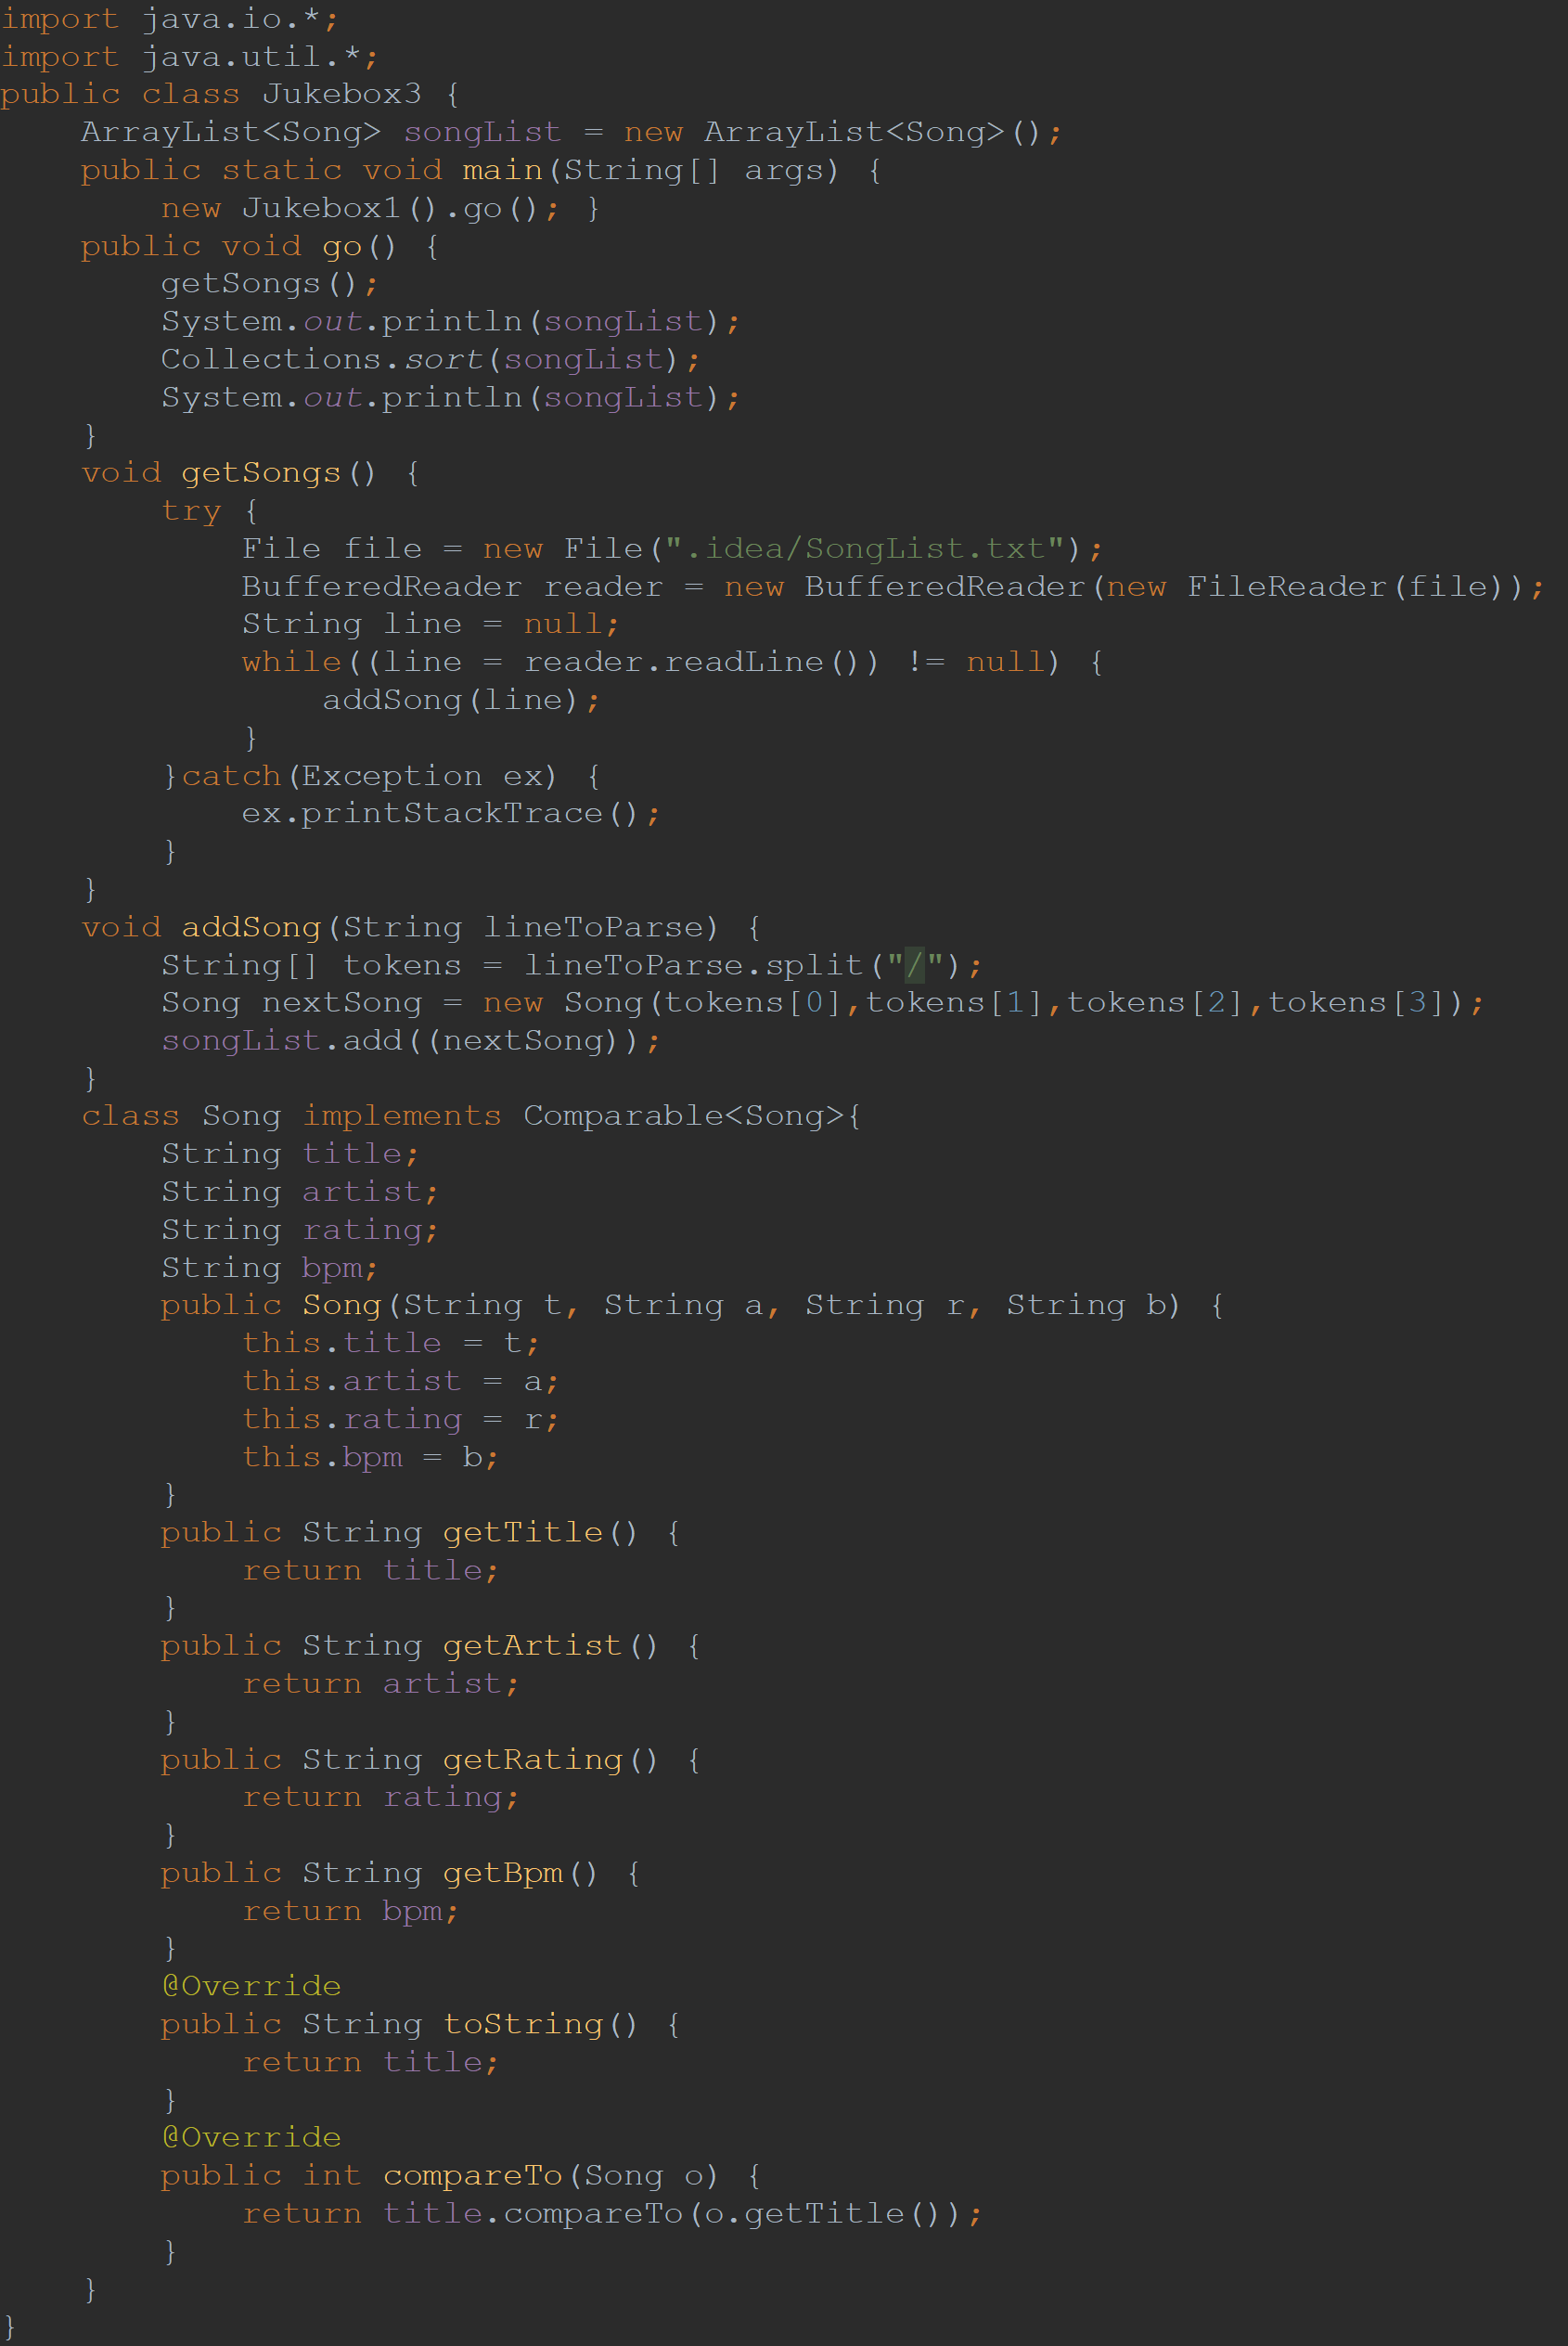 import java.io.*;
import java.util.*;
public class Jukebox3 {
    ArrayList<Song> songList = new ArrayList<Song>();
    public static void main(String[] args) {
        new Jukebox1().go(); }
    public void go() {
        getSongs();
        System.out.println(songList);
        Collections.sort(songList);
        System.out.println(songList);
    }
    void getSongs() {
        try {
            File file = new File(".idea/SongList.txt");
            BufferedReader reader = new BufferedReader(new FileReader(file));
            String line = null;
            while((line = reader.readLine()) != null) {
                addSong(line);
            }
        }catch(Exception ex) {
            ex.printStackTrace();
        }
    }
    void addSong(String lineToParse) {
        String[] tokens = lineToParse.split("/");
        Song nextSong = new Song(tokens[0],tokens[1],tokens[2],tokens[3]);
        songList.add((nextSong));
    }
    class Song implements Comparable<Song>{
        String title;
        String artist;
        String rating;
        String bpm;
        public Song(String t, String a, String r, String b) {
            this.title = t;
            this.artist = a;
            this.rating = r;
            this.bpm = b;
        }
        public String getTitle() {
            return title;
        }
        public String getArtist() {
            return artist;
        }
        public String getRating() {
            return rating;
        }
        public String getBpm() {
            return bpm;
        }
        @Override
        public String toString() {
            return title;
        }
        @Override
        public int compareTo(Song o) {
            return title.compareTo(o.getTitle());
        }
    }
}